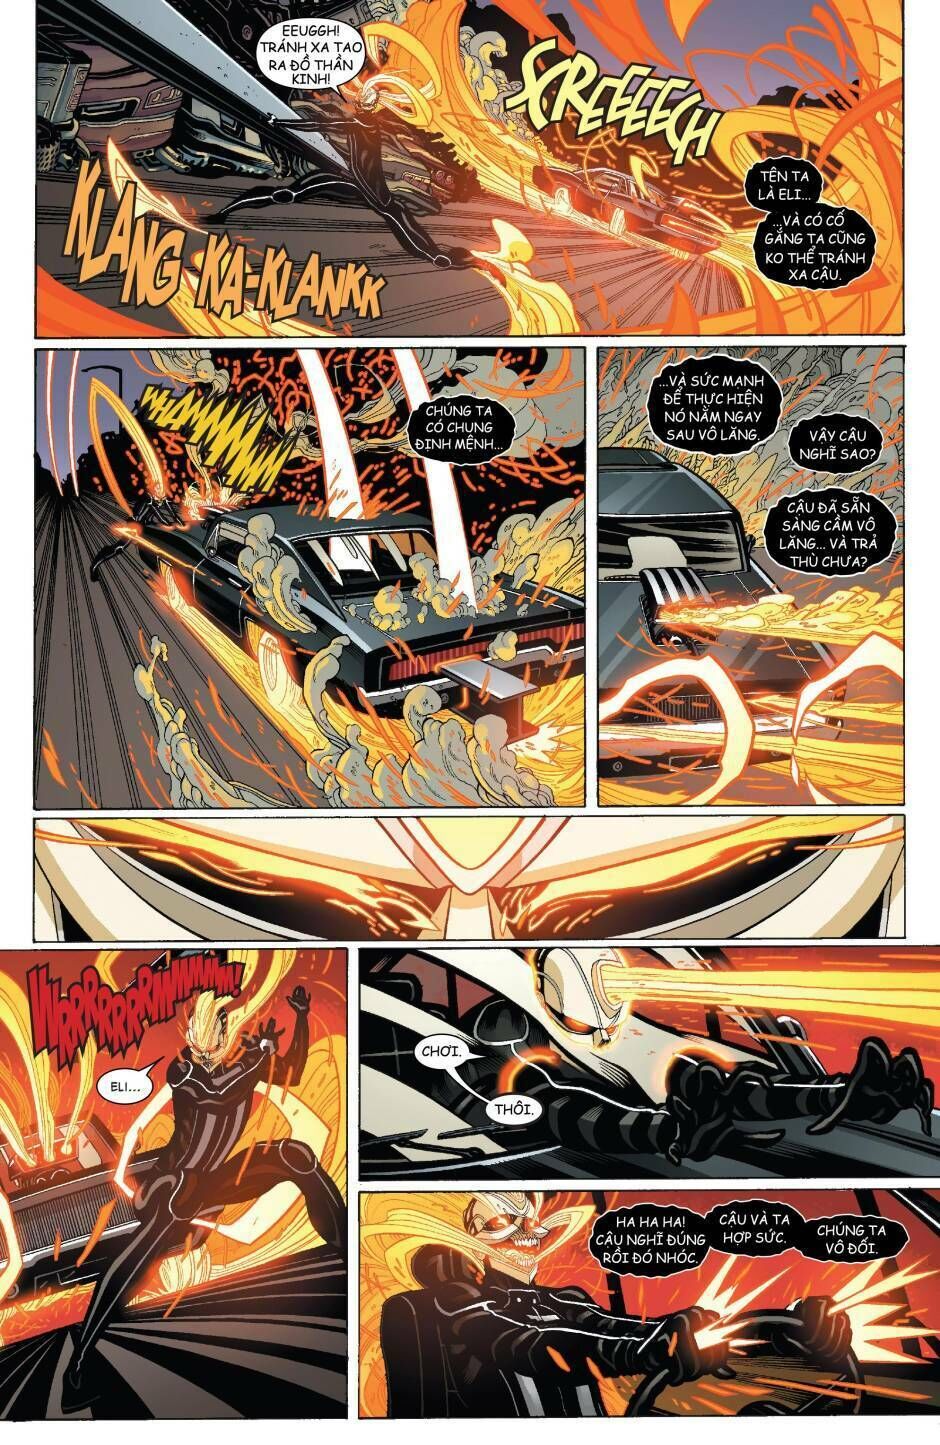 EEUGGH!
TRÁNH XA TAO
RA ĐỒ THẦN
KINH!
SCREEEECH
KLANG
KA-KLANKK
TÊN TA
LÀ ELI...
...VÀ CÓ CỐ
GẮNG TA CŨNG
KO THỂ TRÁNH
XA CẬU.
CHÚNG TA
CÓ CHUNG
ĐỊNH MỆNH...
...VÀ SỨC MẠNH
ĐỂ THỰC HIỆN
NÓ NẰM NGAY
SAU VÔ LĂNG.
VẬY CẬU
NGHĨ SAO?
CẬU ĐÃ SẴN
SÀNG CẦM VÔ
LĂNG... VÀ TRẢ
THÙ CHƯA?
ELI...
CHƠI.
THÔI.
HA HA HA!
CẬU NGHĨ ĐÚNG
RỒI ĐÓ NHÓC.
CẬU VÀ TA
HỢP SỨC.
CHÚNG TA
VÔ ĐỐI.